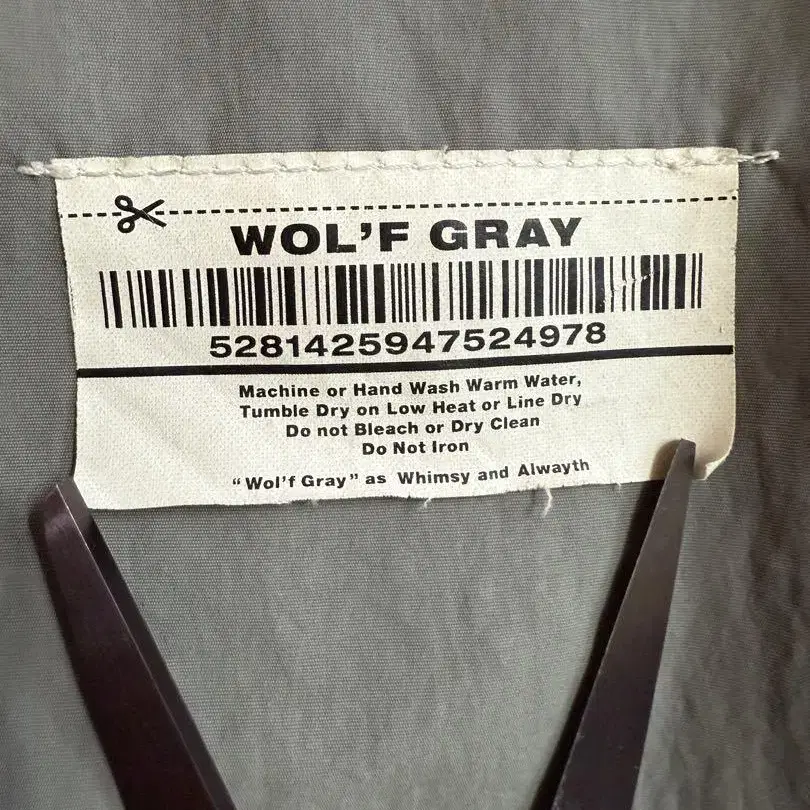 WOL'F GRAY
5281425947524978
Machine or Hand Wash Warm Water,
Tumble Dry on Low Heat or Line Dry
Do not Bleach or Dry Clean
Do Not Iron
“Wol'f Gray” as Whimsy and Alwayth